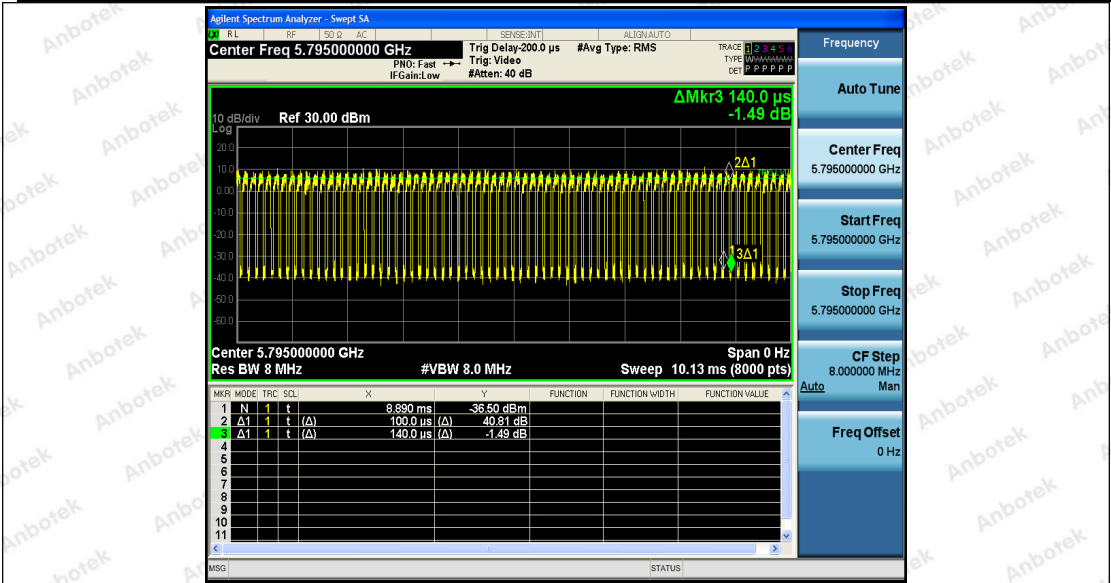 Agilent Spectrum Analyzer - Swept SA
RL RF 50 Ω AC SENSE:INT ALIGNAUTO
Center Freq 5.795000000 GHz
PNO: Fast
IFGain:Low
Trig Delay-200.0 µs
Trig: Video
#Atten: 40 dB
#Avg Type: RMS
TRACE 1 2 3 4 5 6
TYPE
DET P P P P P P
ΔMkr3 140.0 µs
-1.49 dB
10 dB/div Ref 30.00 dBm
Log
20.0
10.0
0.00
-10.0
-20.0
-30.0
-40.0
-50.0
-60.0
2Δ1
1
3Δ1
Center 5.795000000 GHz Span 0 Hz
Res BW 8 MHz #VBW 8.0 MHz Sweep 10.13 ms (8000 pts)
MKR MODE TRC SCL X Y FUNCTION FUNCTION WIDTH FUNCTION VALUE
1 N 1 t 8.890 ms -36.50 dBm
2 Δ1 1 t (Δ) 100.0 µs (Δ) 40.81 dB
3 Δ1 1 t (Δ) 140.0 µs (Δ) -1.49 dB
4
5
6
7
8
9
10
11
MSG STATUS
Frequency
Auto Tune
Center Freq
5.795000000 GHz
Start Freq
5.795000000 GHz
Stop Freq
5.795000000 GHz
CF Step
8.000000 MHz
Auto Man
Freq Offset
0 Hz
Anbotek